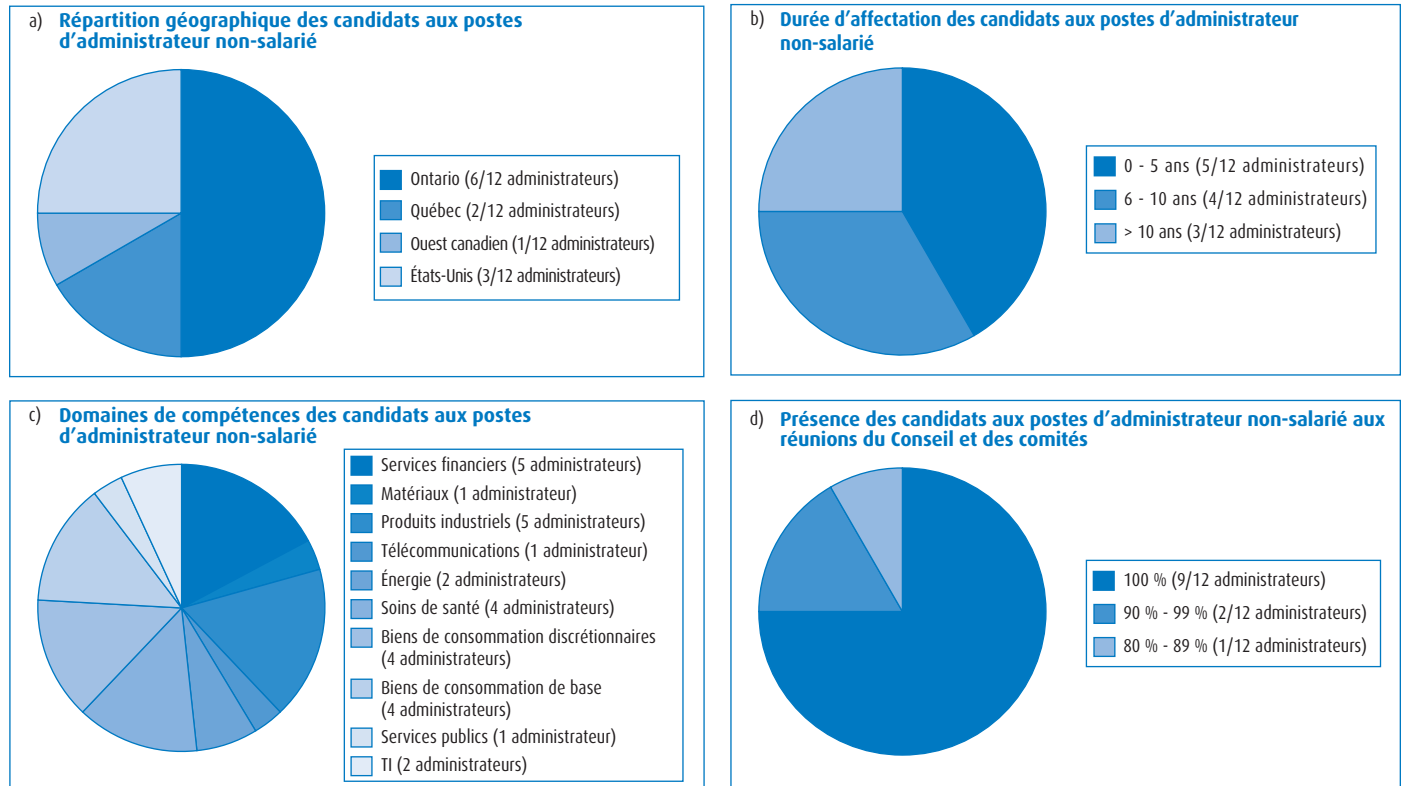 a) Répartition géographique des candidats aux postes
d’administrateur non-salarié
Ontario (6/12 administrateurs)
Québec (2/12 administrateurs)
Ouest canadien (1/12 administrateurs)
États-Unis (3/12 administrateurs)
b) Durée d’affectation des candidats aux postes d’administrateur
non-salarié
0 - 5 ans (5/12 administrateurs)
6 - 10 ans (4/12 administrateurs)
> 10 ans (3/12 administrateurs)
c) Domaines de compétences des candidats aux postes
d’administrateur non-salarié
Services financiers (5 administrateurs)
Matériaux (1 administrateur)
Produits industriels (5 administrateurs)
Télécommunications (1 administrateur)
Énergie (2 administrateurs)
Soins de santé (4 administrateurs)
Biens de consommation discrétionnaires
(4 administrateurs)
Biens de consommation de base
(4 administrateurs)
Services publics (1 administrateur)
TI (2 administrateurs)
d) Présence des candidats aux postes d’administrateur non-salarié aux
réunions du Conseil et des comités
100 % (9/12 administrateurs)
90 % - 99 % (2/12 administrateurs)
80 % - 89 % (1/12 administrateurs)